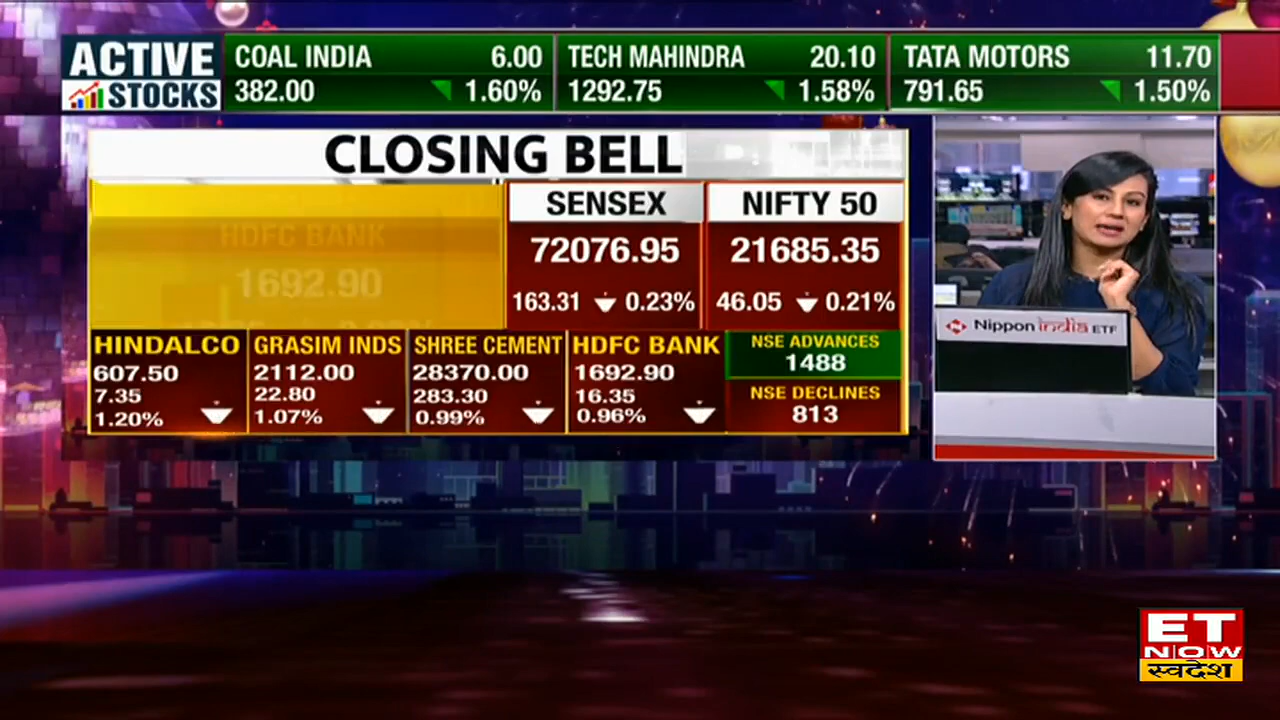 ACTIVE STOCKS
COAL INDIA 6.00
382.00 1.60%
TECH MAHINDRA 20.10
1292.75 1.58%
TATA MOTORS 11.70
791.65 1.50%
CLOSING BELL
HDFC BANK
1692.90
SENSEX
72076.95
163.31 0.23%
NIFTY 50
21685.35
46.05 0.21%
HINDALCO
607.50
7.35
1.20%
GRASIM INDS
2112.00
22.80
1.07%
SHREE CEMENT
28370.00
283.30
0.99%
HDFC BANK
1692.90
16.35
0.96%
NSE ADVANCES
1488
NSE DECLINES
813
Nippon india ETF
ET
NOW
स्वदेश